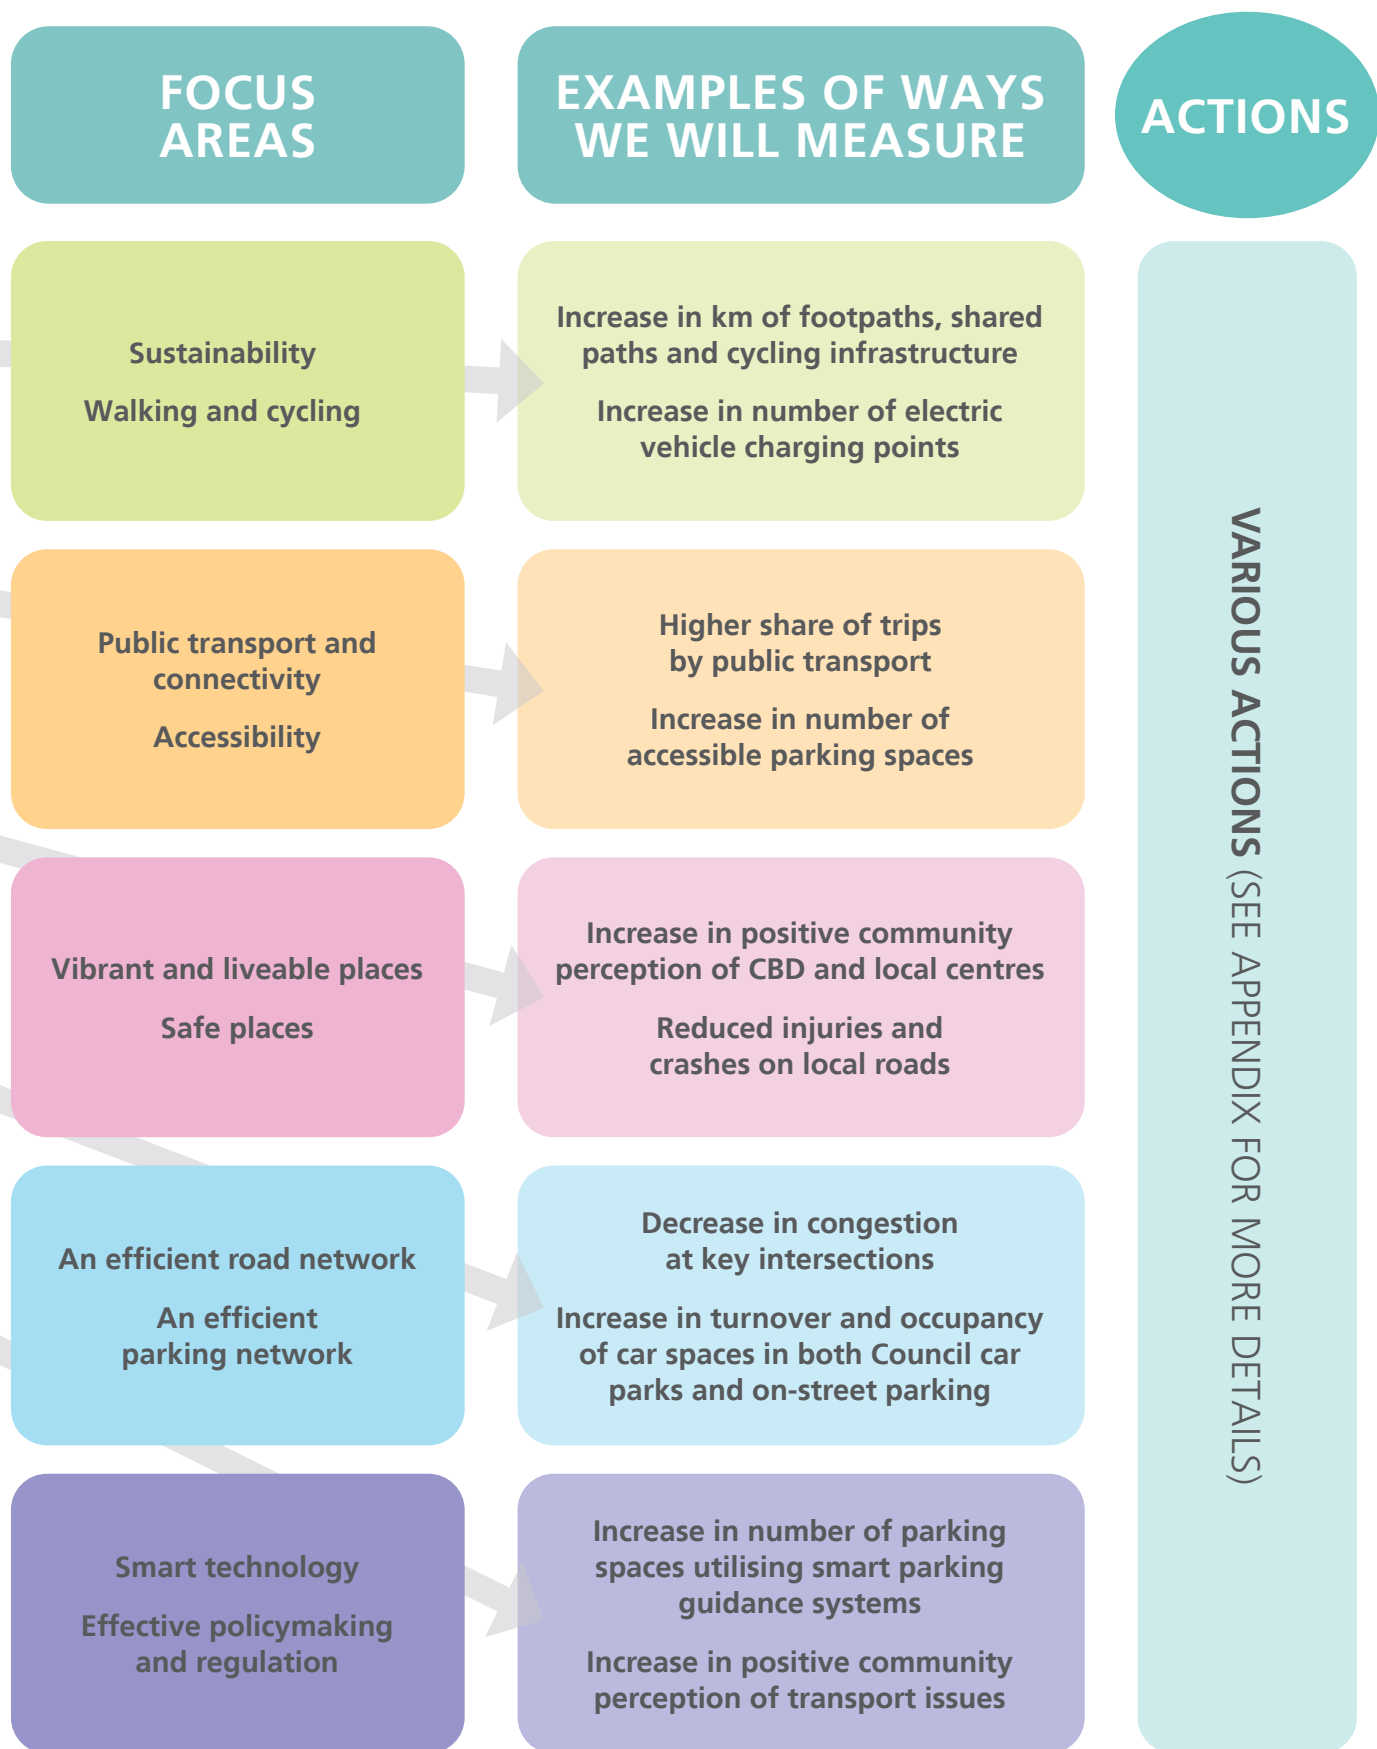 FOCUS
AREAS
EXAMPLES OF WAYS
WE WILL MEASURE
ACTIONS
Sustainability
Walking and cycling
Increase in km of footpaths, shared
paths and cycling infrastructure
Increase in number of electric
vehicle charging points
Public transport and
connectivity
Accessibility
Higher share of trips
by public transport
Increase in number of
accessible parking spaces
Vibrant and liveable places
Safe places
Increase in positive community
perception of CBD and local centres
Reduced injuries and
crashes on local roads
An efficient road network
An efficient
parking network
Decrease in congestion
at key intersections
Increase in turnover and occupancy
of car spaces in both Council car
parks and on-street parking
Smart technology
Effective policymaking
and regulation
Increase in number of parking
spaces utilising smart parking
guidance systems
Increase in positive community
perception of transport issues
VARIOUS ACTIONS (SEE APPENDIX FOR MORE DETAILS)